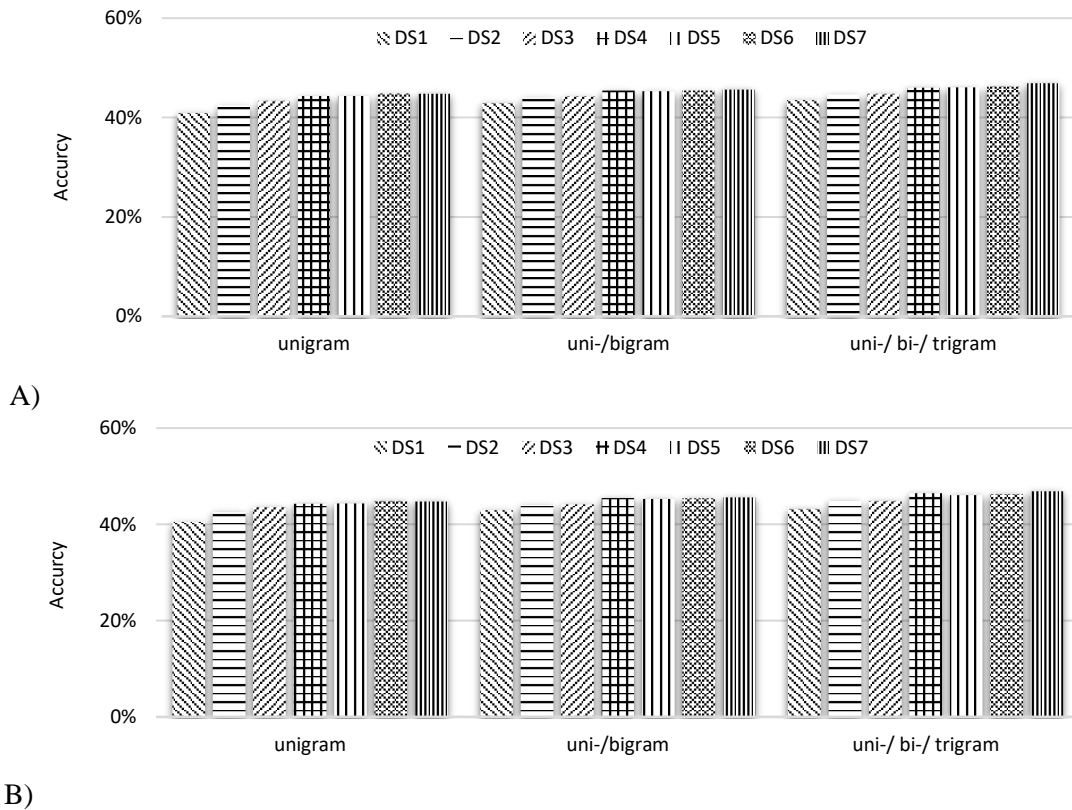 60%
DS1 DS2 DS3 DS4 DS5 DS6 DS7
40%
Accurcy
20%
0%
unigram uni-/bigram uni-/ bi-/ trigram
A)
60%
DS1 DS2 DS3 DS4 DS5 DS6 DS7
40%
Accurcy
20%
0%
unigram uni-/bigram uni-/ bi-/ trigram
B)